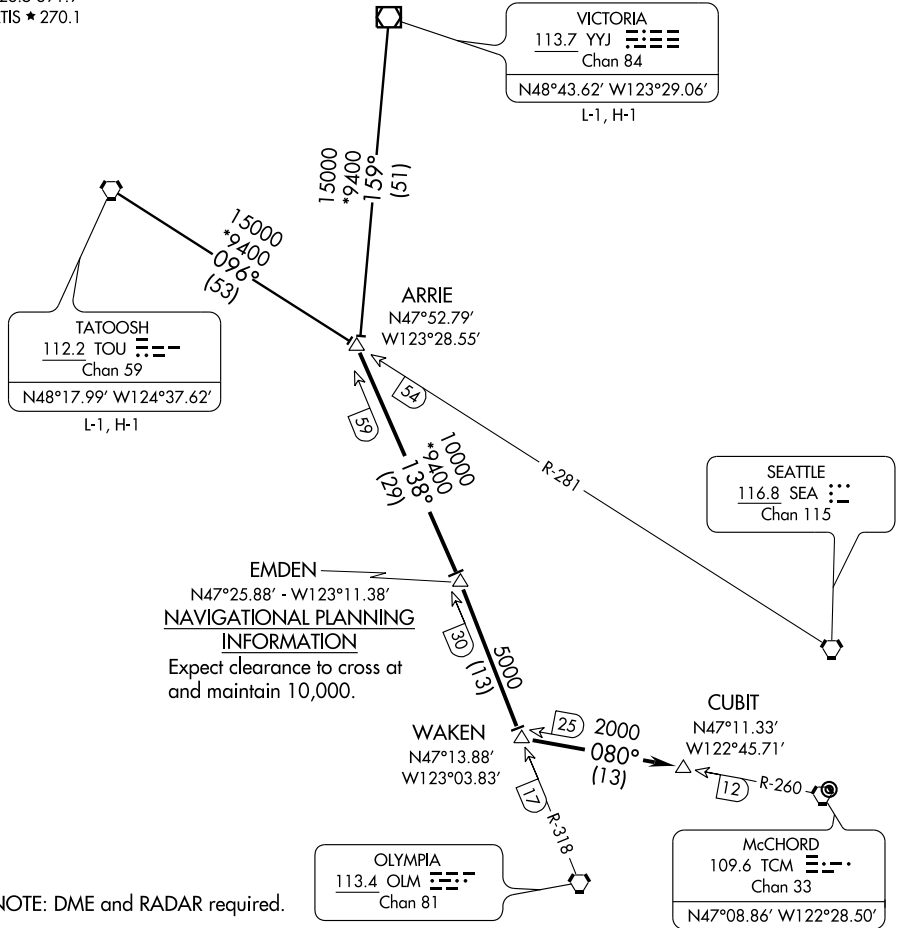 TIS ★ 270.1
VICTORIA
113.7 YYJ
Chan 84
N48°43.62' W123°29.06'
L-1, H-1
15000
*9400
159°
(51)
15000
*9400
096°
(53)
TATOOSH
112.2 TOU
Chan 59
N48°17.99' W124°37.62'
L-1, H-1
ARRIE
N47°52.79'
W123°28.55'
54
59
10000
*9400
138°
(29)
R-281
SEATTLE
116.8 SEA
Chan 115
EMDEN
N47°25.88' - W123°11.38'
NAVIGATIONAL PLANNING
INFORMATION
Expect clearance to cross at
and maintain 10,000.
30
5000
(13)
WAKEN
N47°13.88'
W123°03.83'
25
2000
080°
(13)
CUBIT
N47°11.33'
W122°45.71'
12
R-260
17
R-318
OLYMPIA
113.4 OLM
Chan 81
McCHORD
109.6 TCM
Chan 33
N47°08.86' W122°28.50'
NOTE: DME and RADAR required.